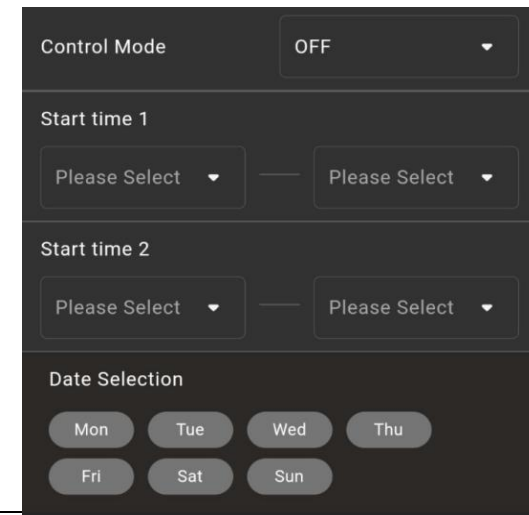 Control Mode OFF
Start time 1
Please Select Please Select
Start time 2
Please Select Please Select
Date Selection
Mon Tue Wed Thu
Fri Sat Sun